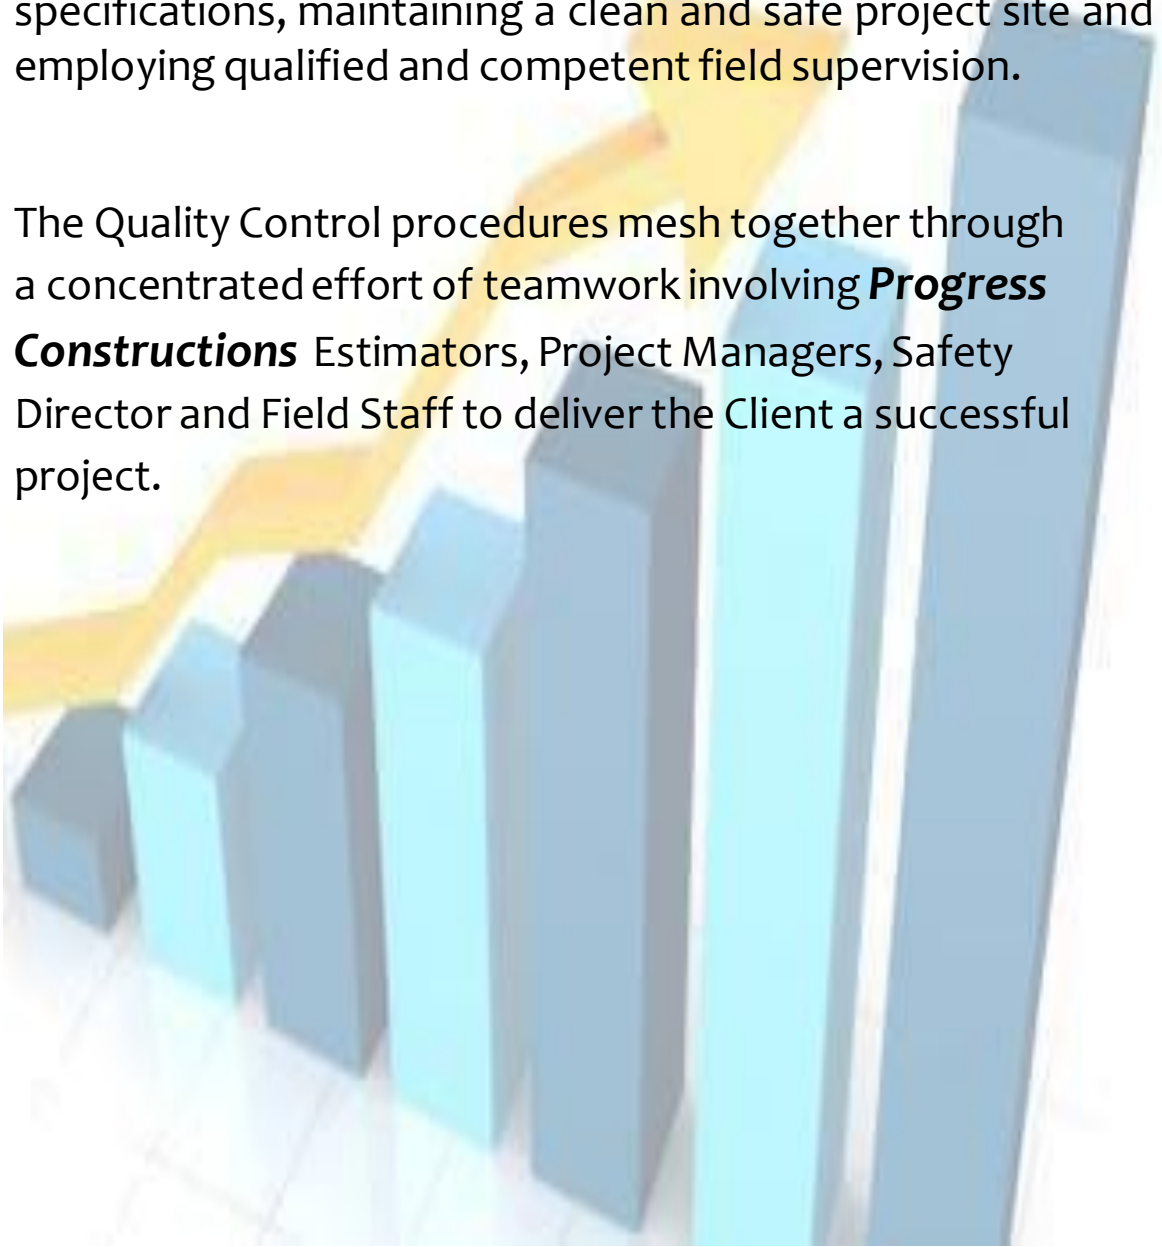 specifications, maintaining a clean and safe project site and
employing qualified and competent field supervision.
The Quality Control procedures mesh together through
a concentrated effort of teamwork involving Progress
Constructions Estimators, Project Managers, Safety
Director and Field Staff to deliver the Client a successful
project.